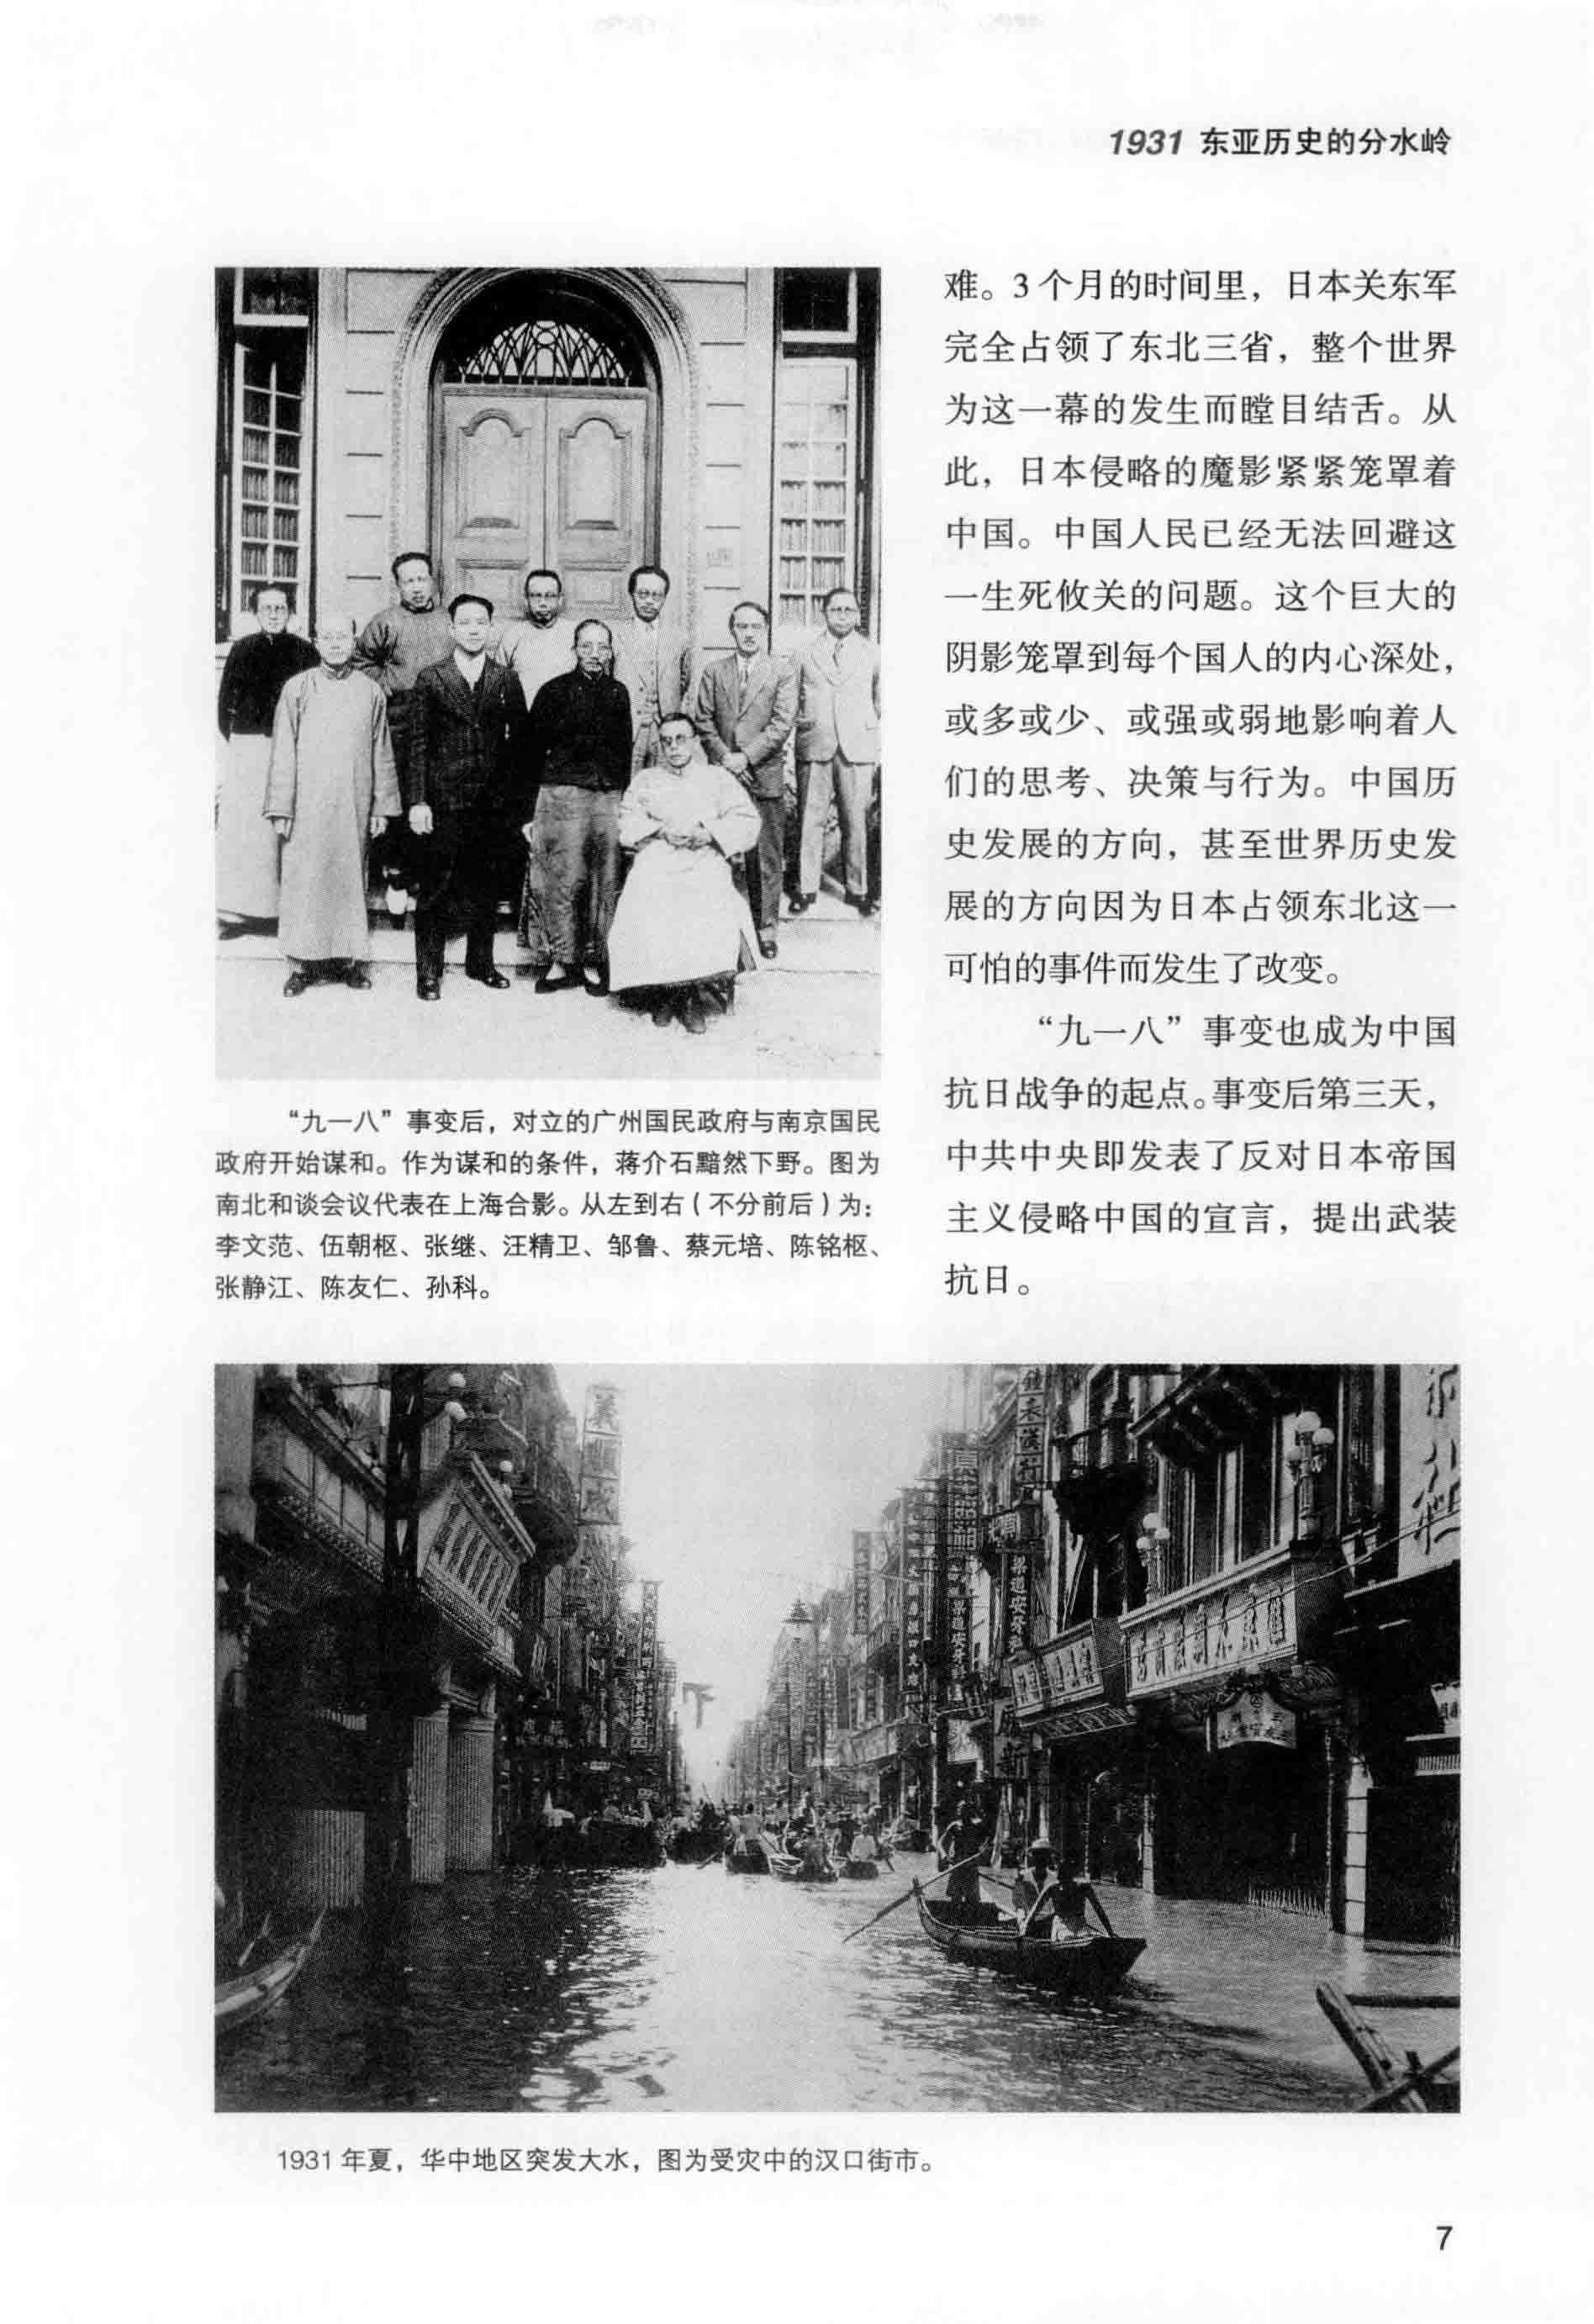 1931 东亚历史的分水岭
难。3个月的时间里，日本关东军
完全占领了东北三省，整个世界
为这一幕的发生而瞠目结舌。从
此，日本侵略的魔影紧紧笼罩着
中国。中国人民已经无法回避这
一生死攸关的问题。这个巨大的
阴影笼罩到每个国人的内心深处，
或多或少、或强或弱地影响着人
们的思考、决策与行为。中国历
史发展的方向，甚至世界历史发
展的方向因为日本占领东北这一
可怕的事件而发生了改变。
“九一八”事变也成为中国
抗日战争的起点。事变后第三天，
中共中央即发表了反对日本帝国
主义侵略中国的宣言，提出武装
抗日。
“九一八”事变后，对立的广州国民政府与南京国民
政府开始谋和。作为谋和的条件，蒋介石黯然下野。图为
南北和谈会议代表在上海合影。从左到右（不分前后）为：
李文范、伍朝枢、张继、汪精卫、邹鲁、蔡元培、陈铭枢、
张静江、陈友仁、孙科。
1931年夏，华中地区突发大水，图为受灾中的汉口街市。
7